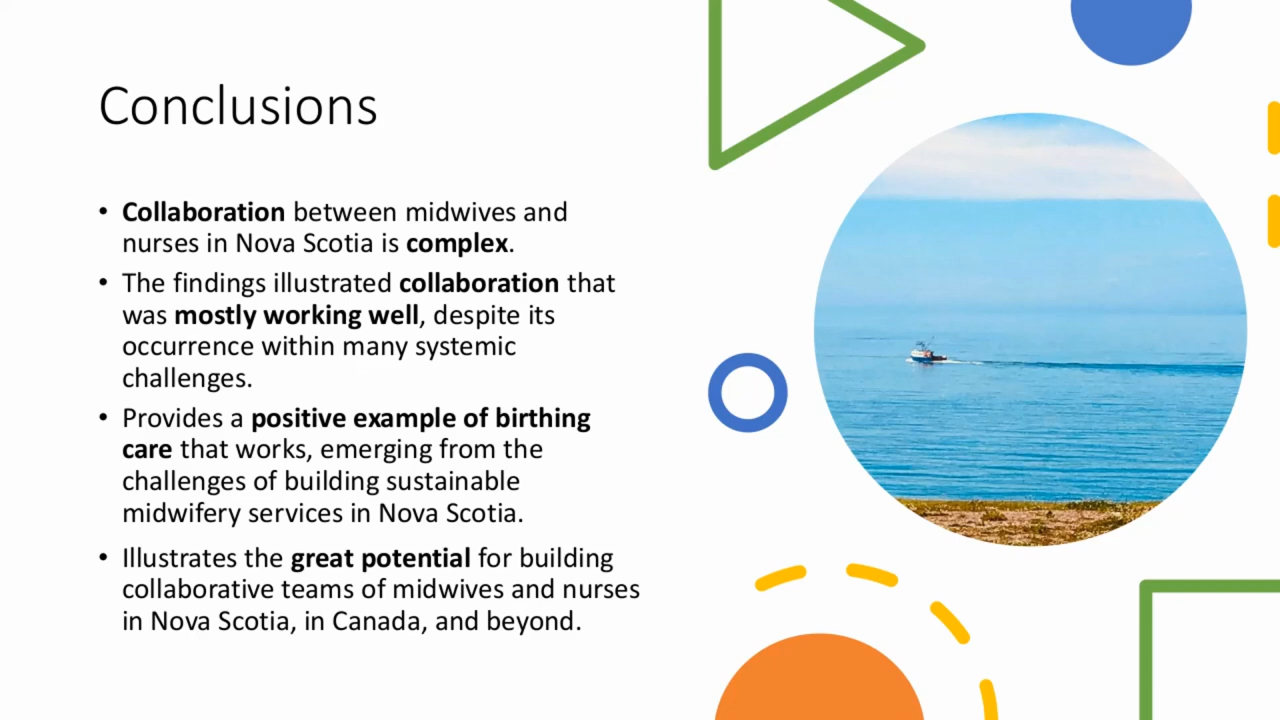 Conclusions
• Collaboration between midwives and
nurses in Nova Scotia is complex.
• The findings illustrated collaboration that
was mostly working well, despite its
occurrence within many systemic
challenges.
• Provides a positive example of birthing
care that works, emerging from the
challenges of building sustainable
midwifery services in Nova Scotia.
• Illustrates the great potential for building
collaborative teams of midwives and nurses
in Nova Scotia, in Canada, and beyond.